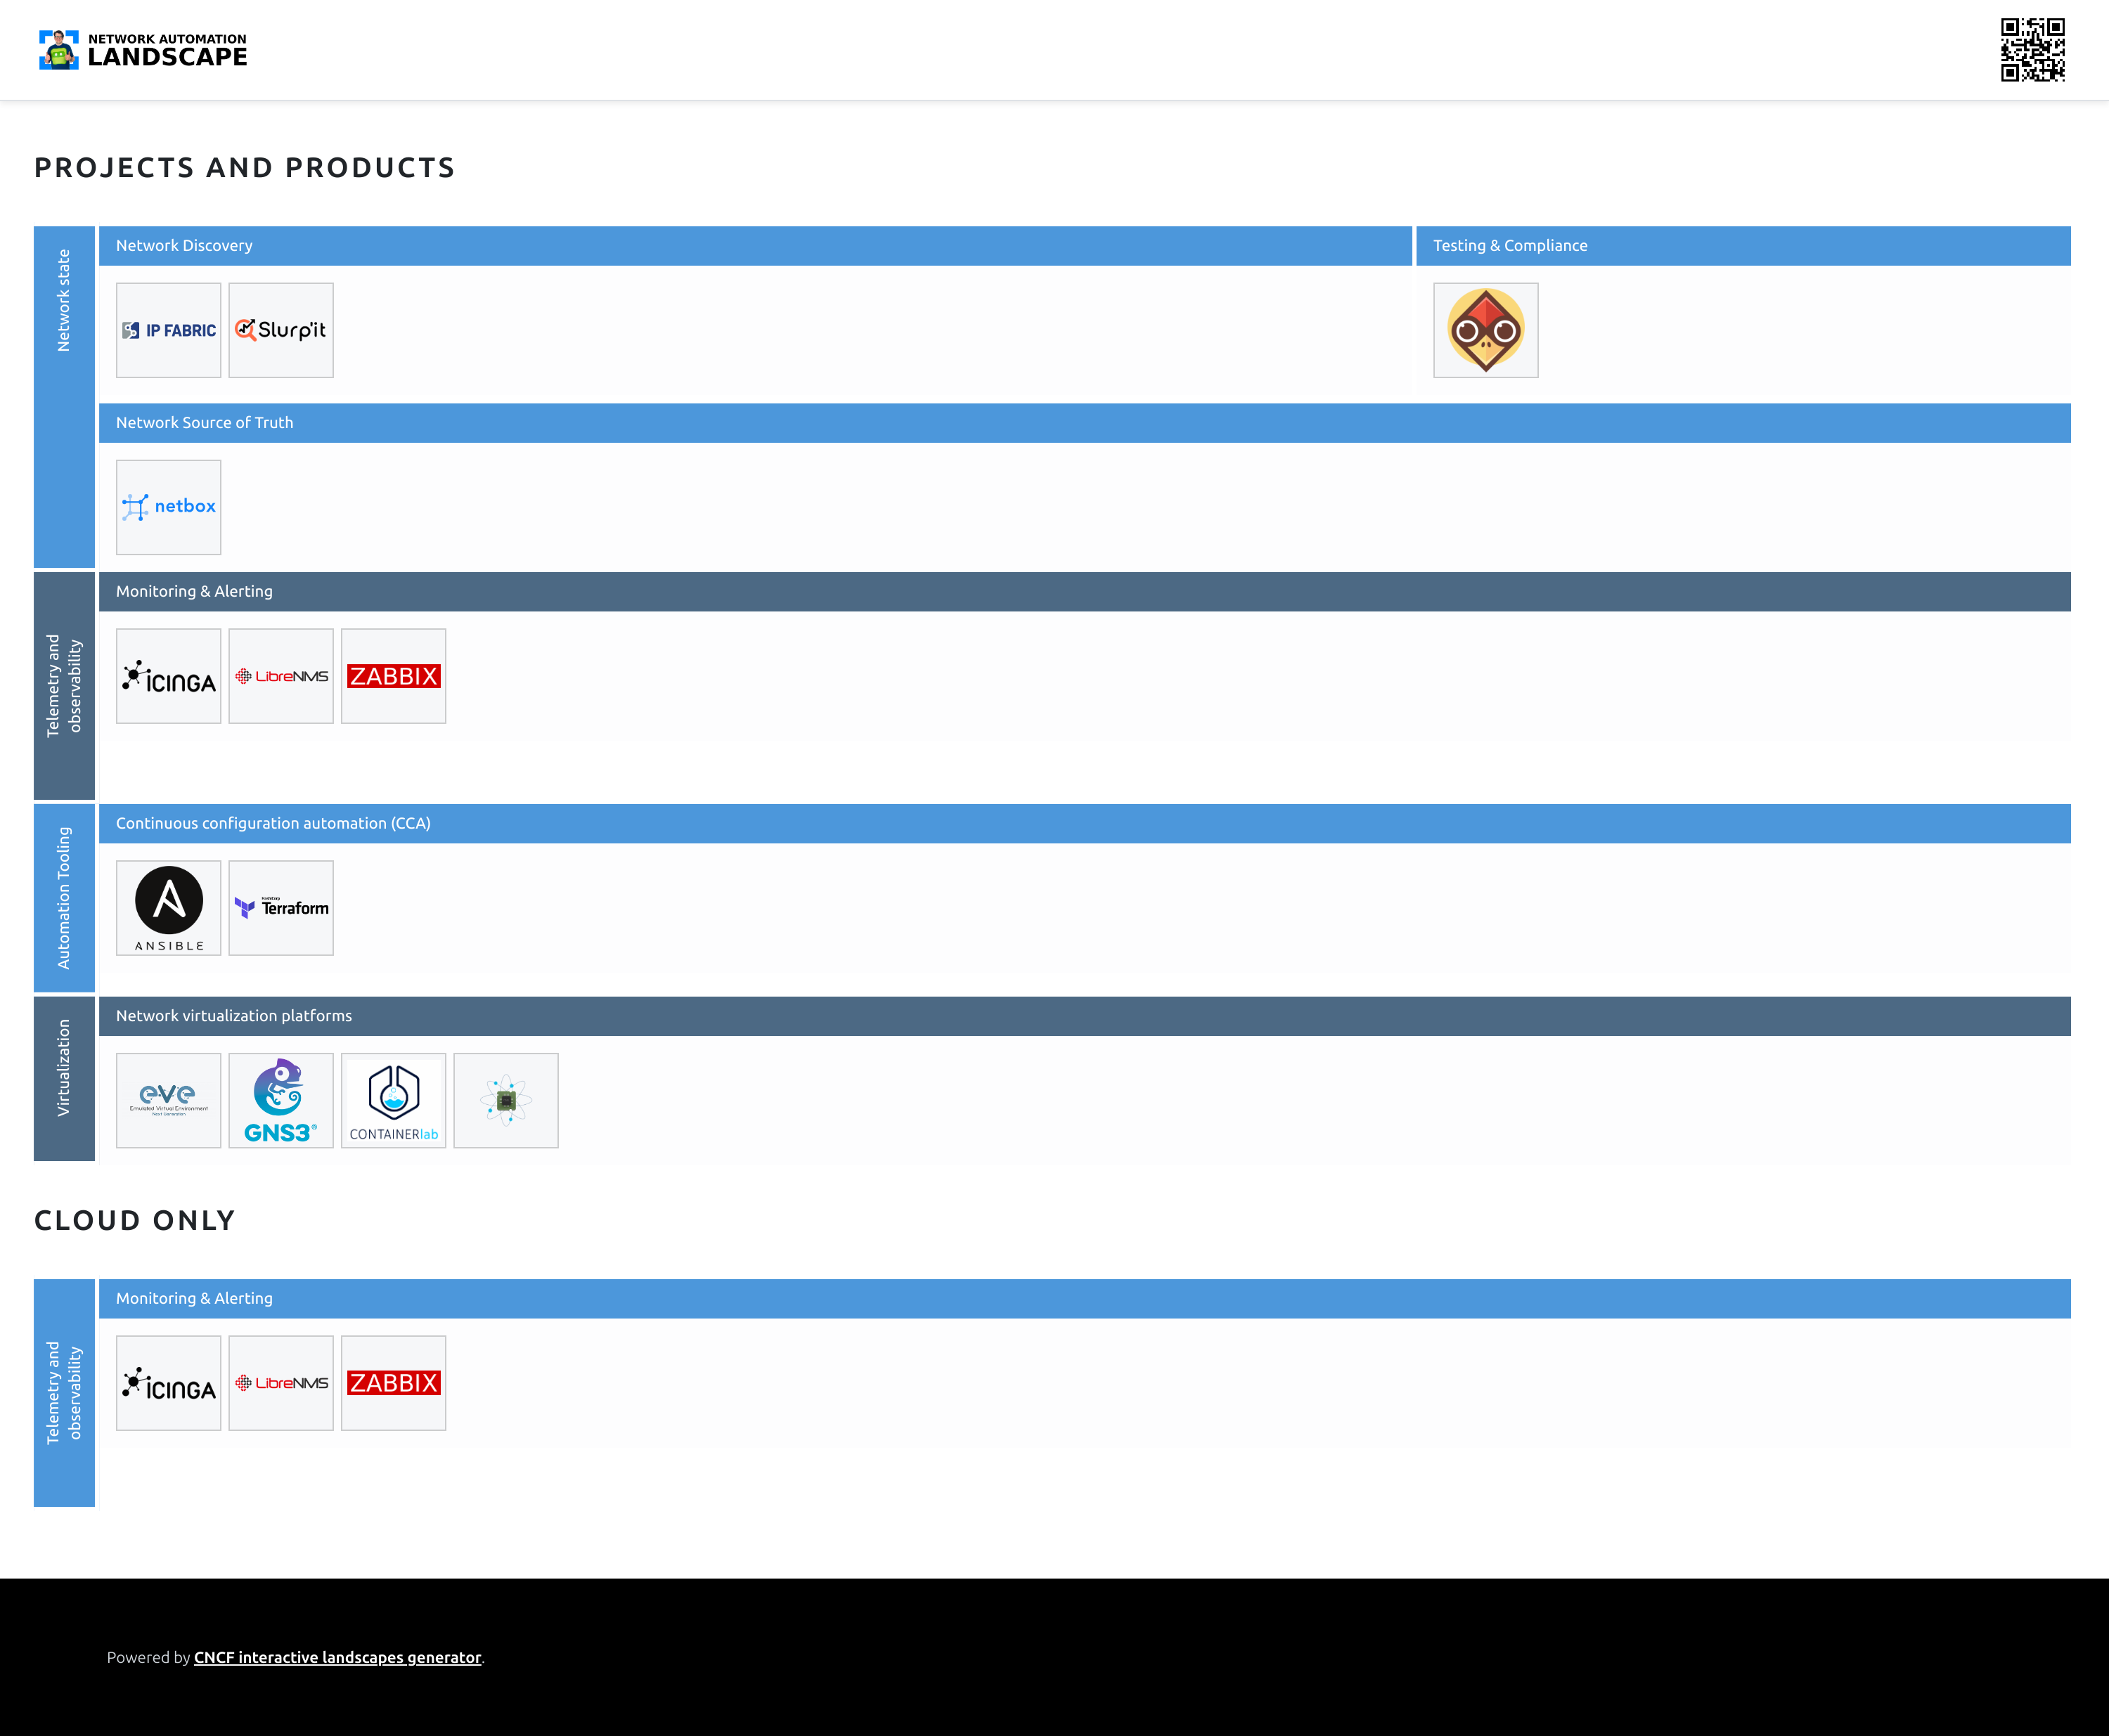 NETWORK AUTOMATION
LANDSCAPE
PROJECTS AND PRODUCTS
Network state
Network Discovery
IP FABRIC
Slurp'it
Testing & Compliance
Network Source of Truth
netbox
Telemetry and
observability
Monitoring & Alerting
ICINGA
LibreNMS
ZABBIX
Automation Tooling
Continuous configuration automation (CCA)
ANSIBLE
HashiCorp
Terraform
Virtualization
Network virtualization platforms
eve
Emulated Virtual Environment
Next Generation
GNS3®
CONTAINERlab
CLOUD ONLY
Telemetry and
observability
Monitoring & Alerting
ICINGA
LibreNMS
ZABBIX
Powered by CNCF interactive landscapes generator.